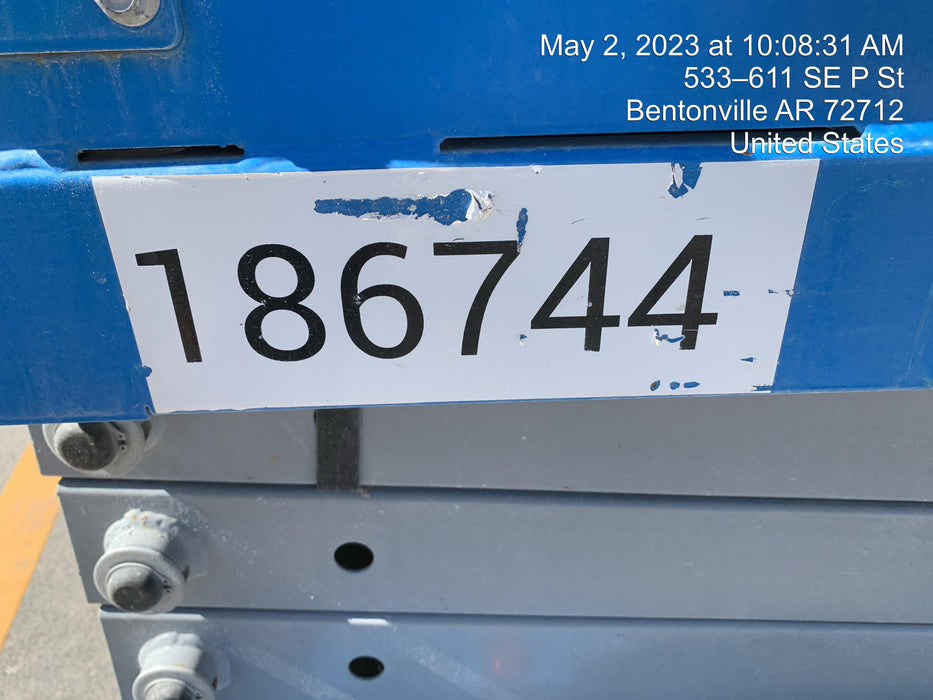 May 2, 2023 at 10:08:31 AM
533–611 SE P St
Bentonville AR 72712
United States
186744